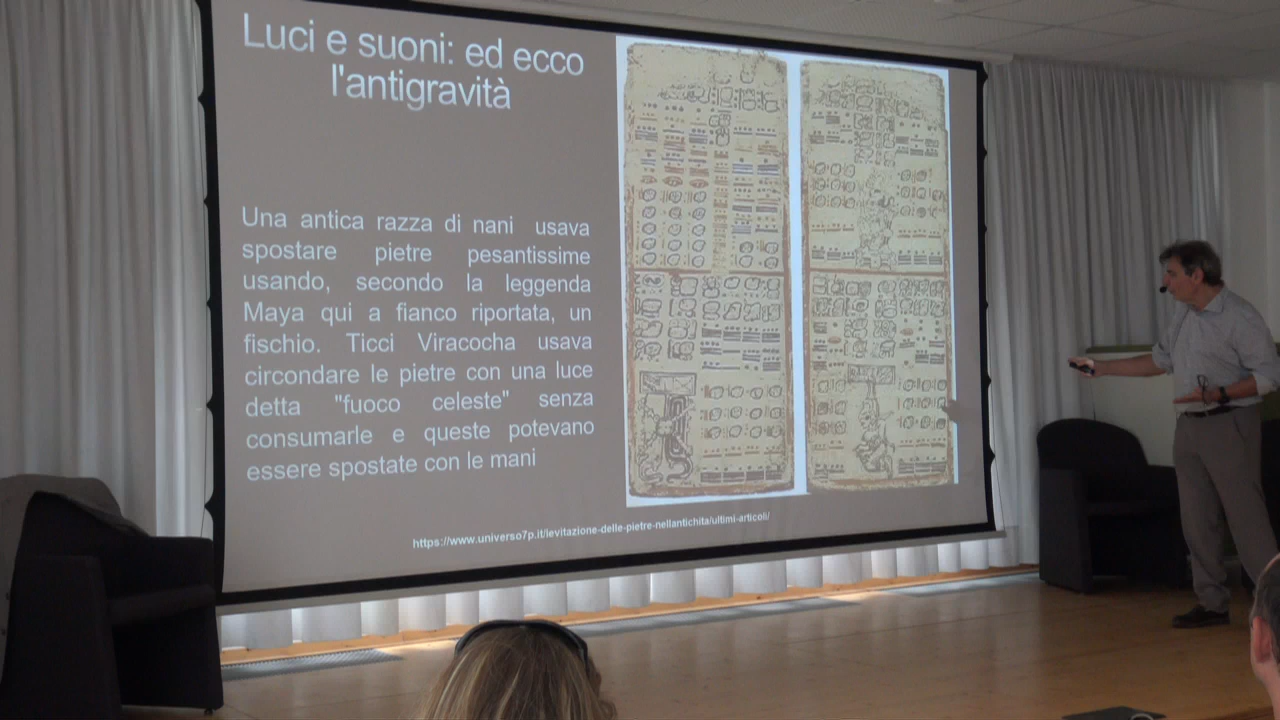 Luci e suoni: ed ecco
l'antigravità
Una antica razza di nani usava
spostare pietre pesantissime
usando, secondo la leggenda
Maya qui a fianco riportata, un
fischio. Ticci Viracocha usava
circondare le pietre con una luce
detta "fuoco celeste" senza
consumarle e queste potevano
essere spostate con le mani
https://www.universo7p.it/levitazione-delle-pietre-nellantichita/ultimi-articoli/